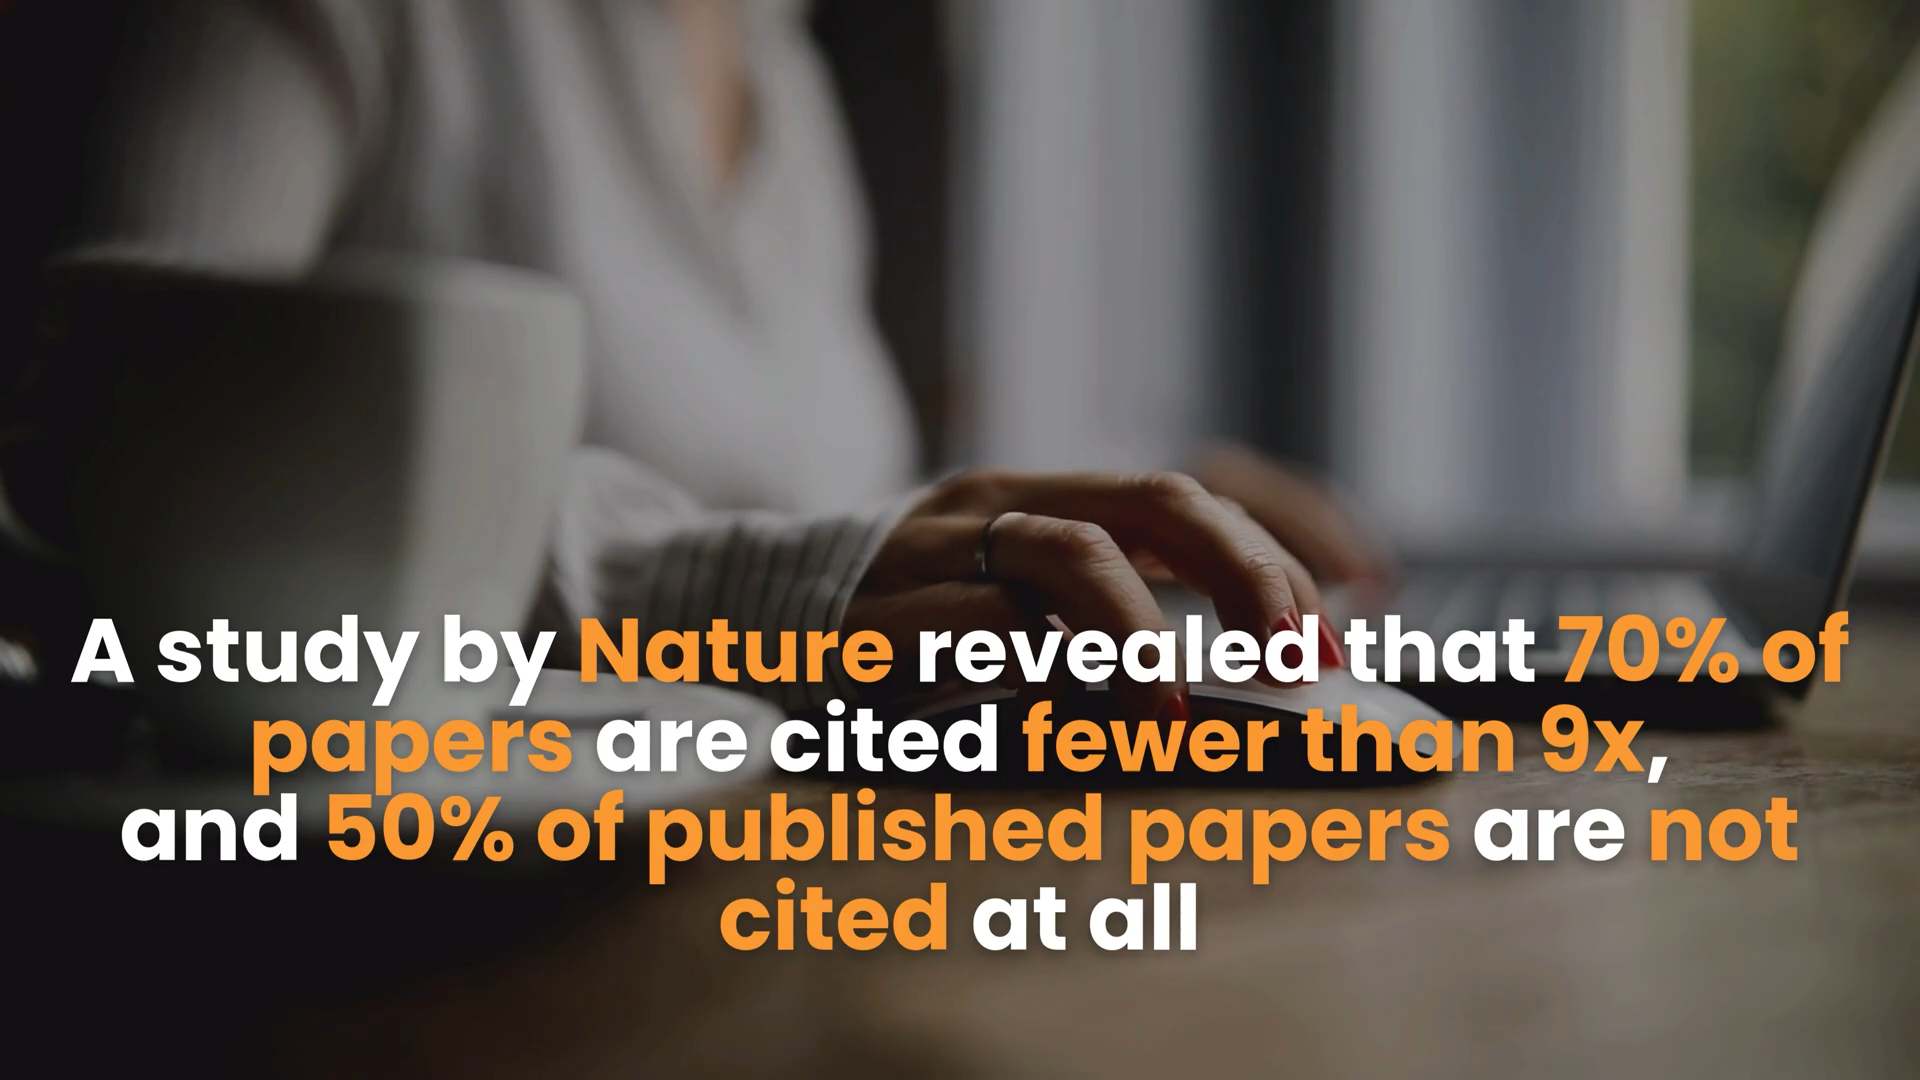 A study by Nature revealed that 70% of
papers are cited fewer than 9x,
and 50% of published papers are not
cited at all